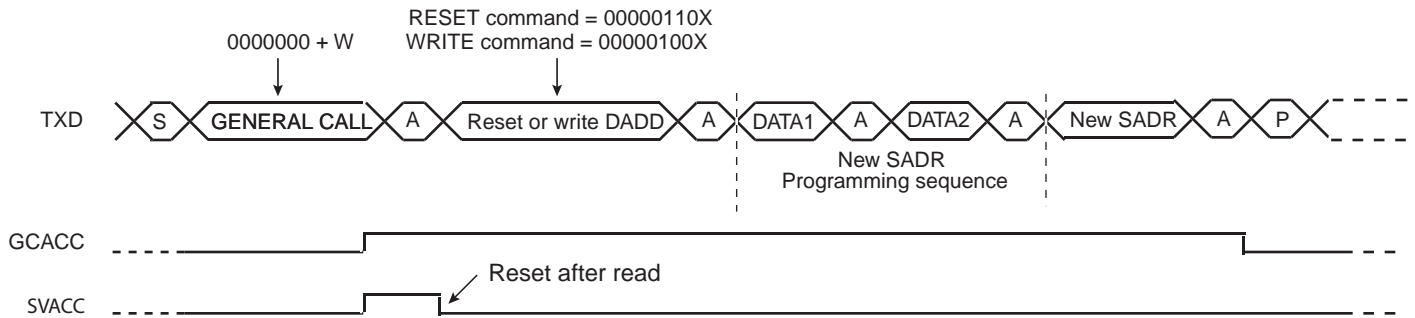 RESET command = 00000110X
0000000 + W
WRITE command = 00000100X
TXD
S
GENERAL CALL
A
Reset or write DADD
A
DATA1
A
DATA2
A
New SADR
A
P
New SADR
Programming sequence
GCACC
Reset after read
SVACC